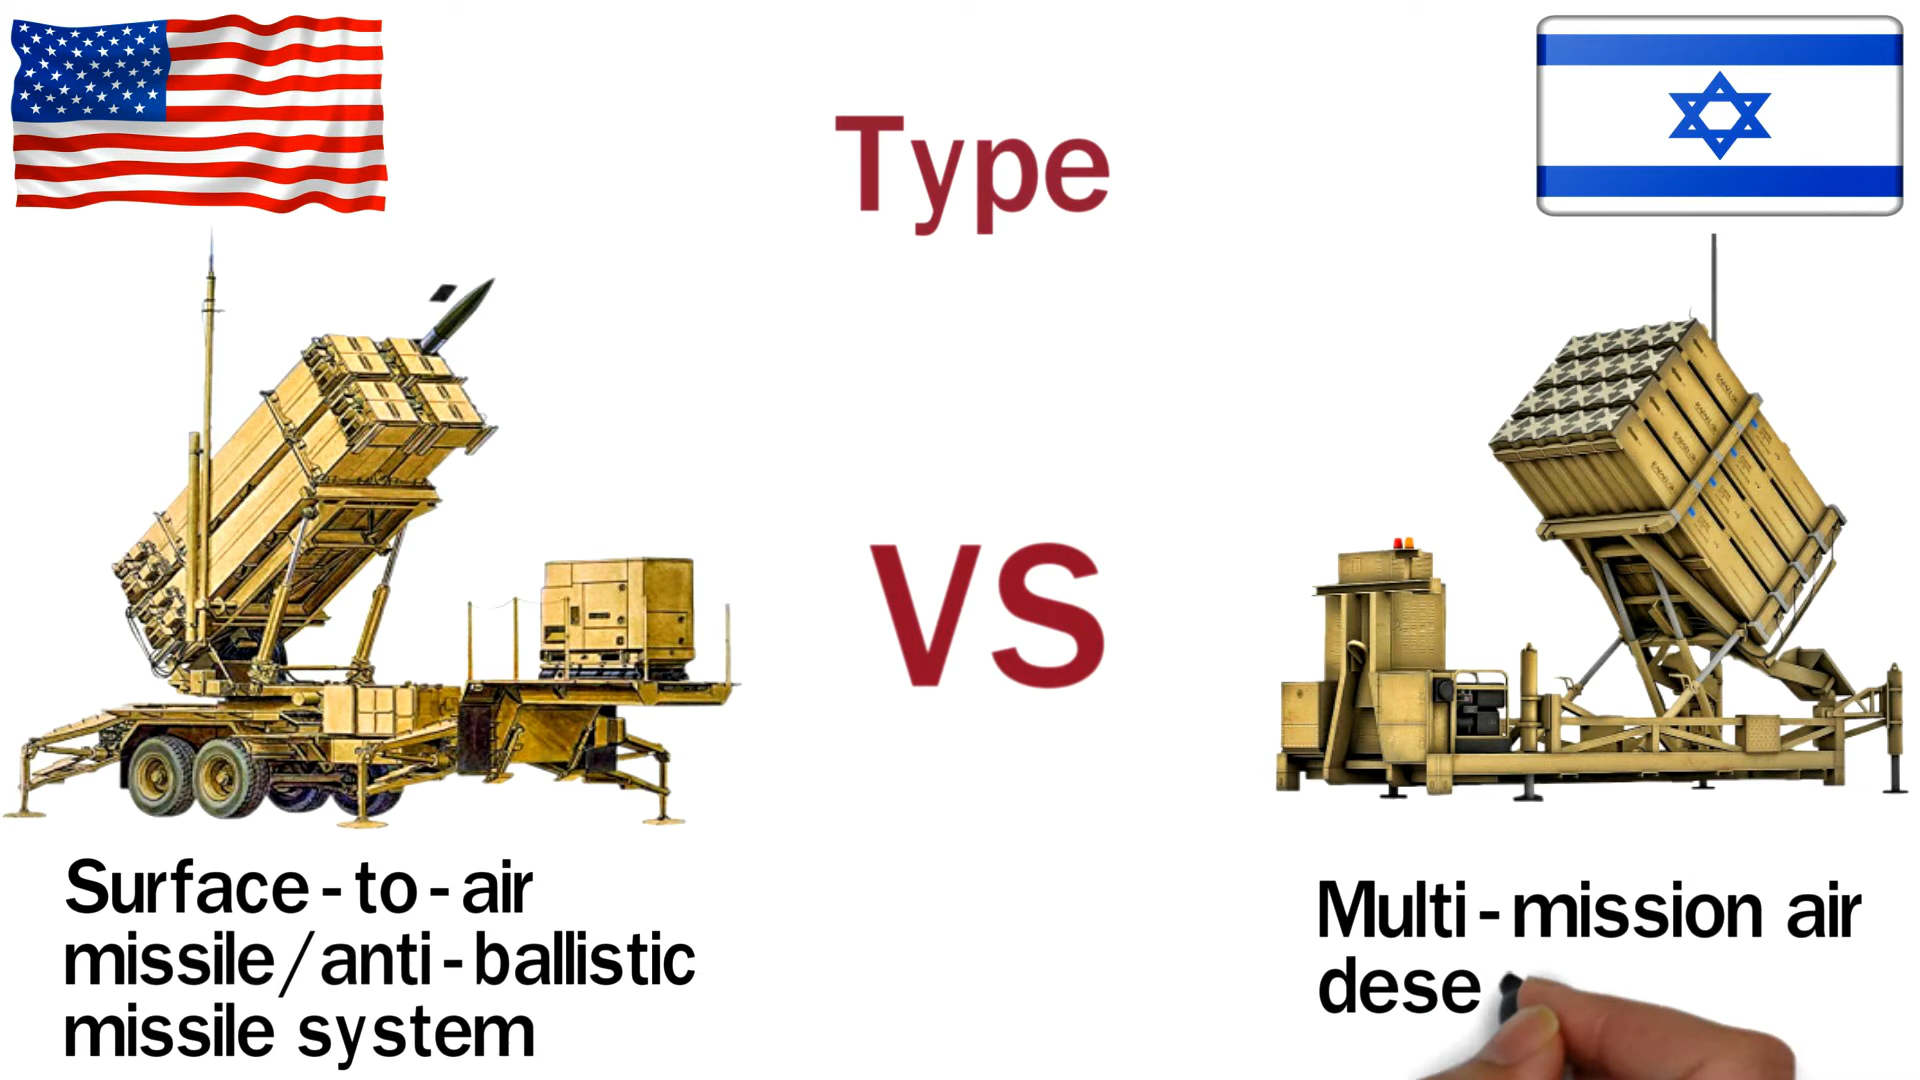 Type
VS
Surface-to-air
missile/anti-ballistic
missile system
Multi-mission air
dese